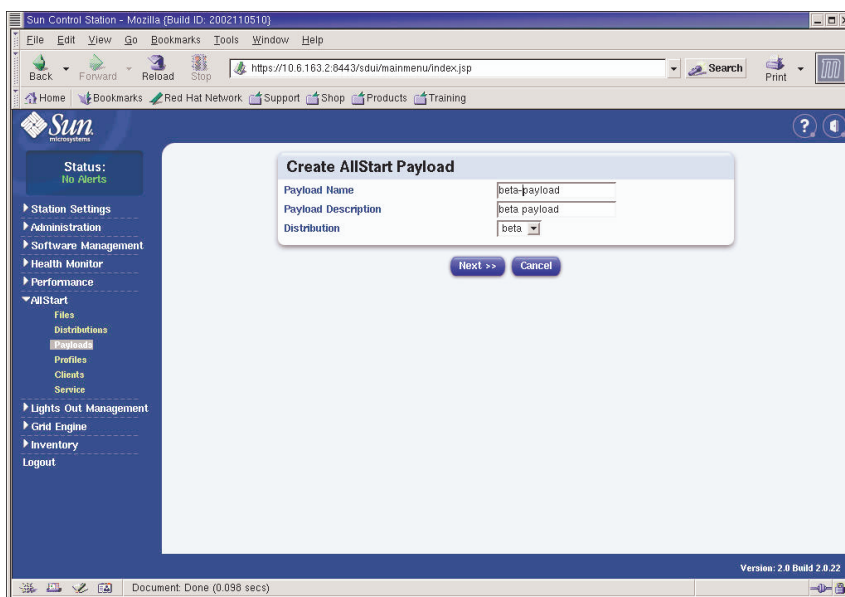 Sun Control Station - Mozilla {Build ID: 2002110510}
File Edit View Go Bookmarks Tools Window Help
Back Forward Reload Stop https://10.6.163.2:8443/sdui/mainmenu/index.jsp Search Print
Home Bookmarks Red Hat Network Support Shop Products Training
Sun
microsystems
?
Status:
No Alerts
Station Settings
Administration
Software Management
Health Monitor
Performance
AllStart
Files
Distributions
Payloads
Profiles
Clients
Service
Lights Out Management
Grid Engine
Inventory
Logout
Create AllStart Payload
Payload Name beta-payload
Payload Description beta payload
Distribution beta
Next >> Cancel
Version: 2.0 Build 2.0.22
Document: Done (0.098 secs)